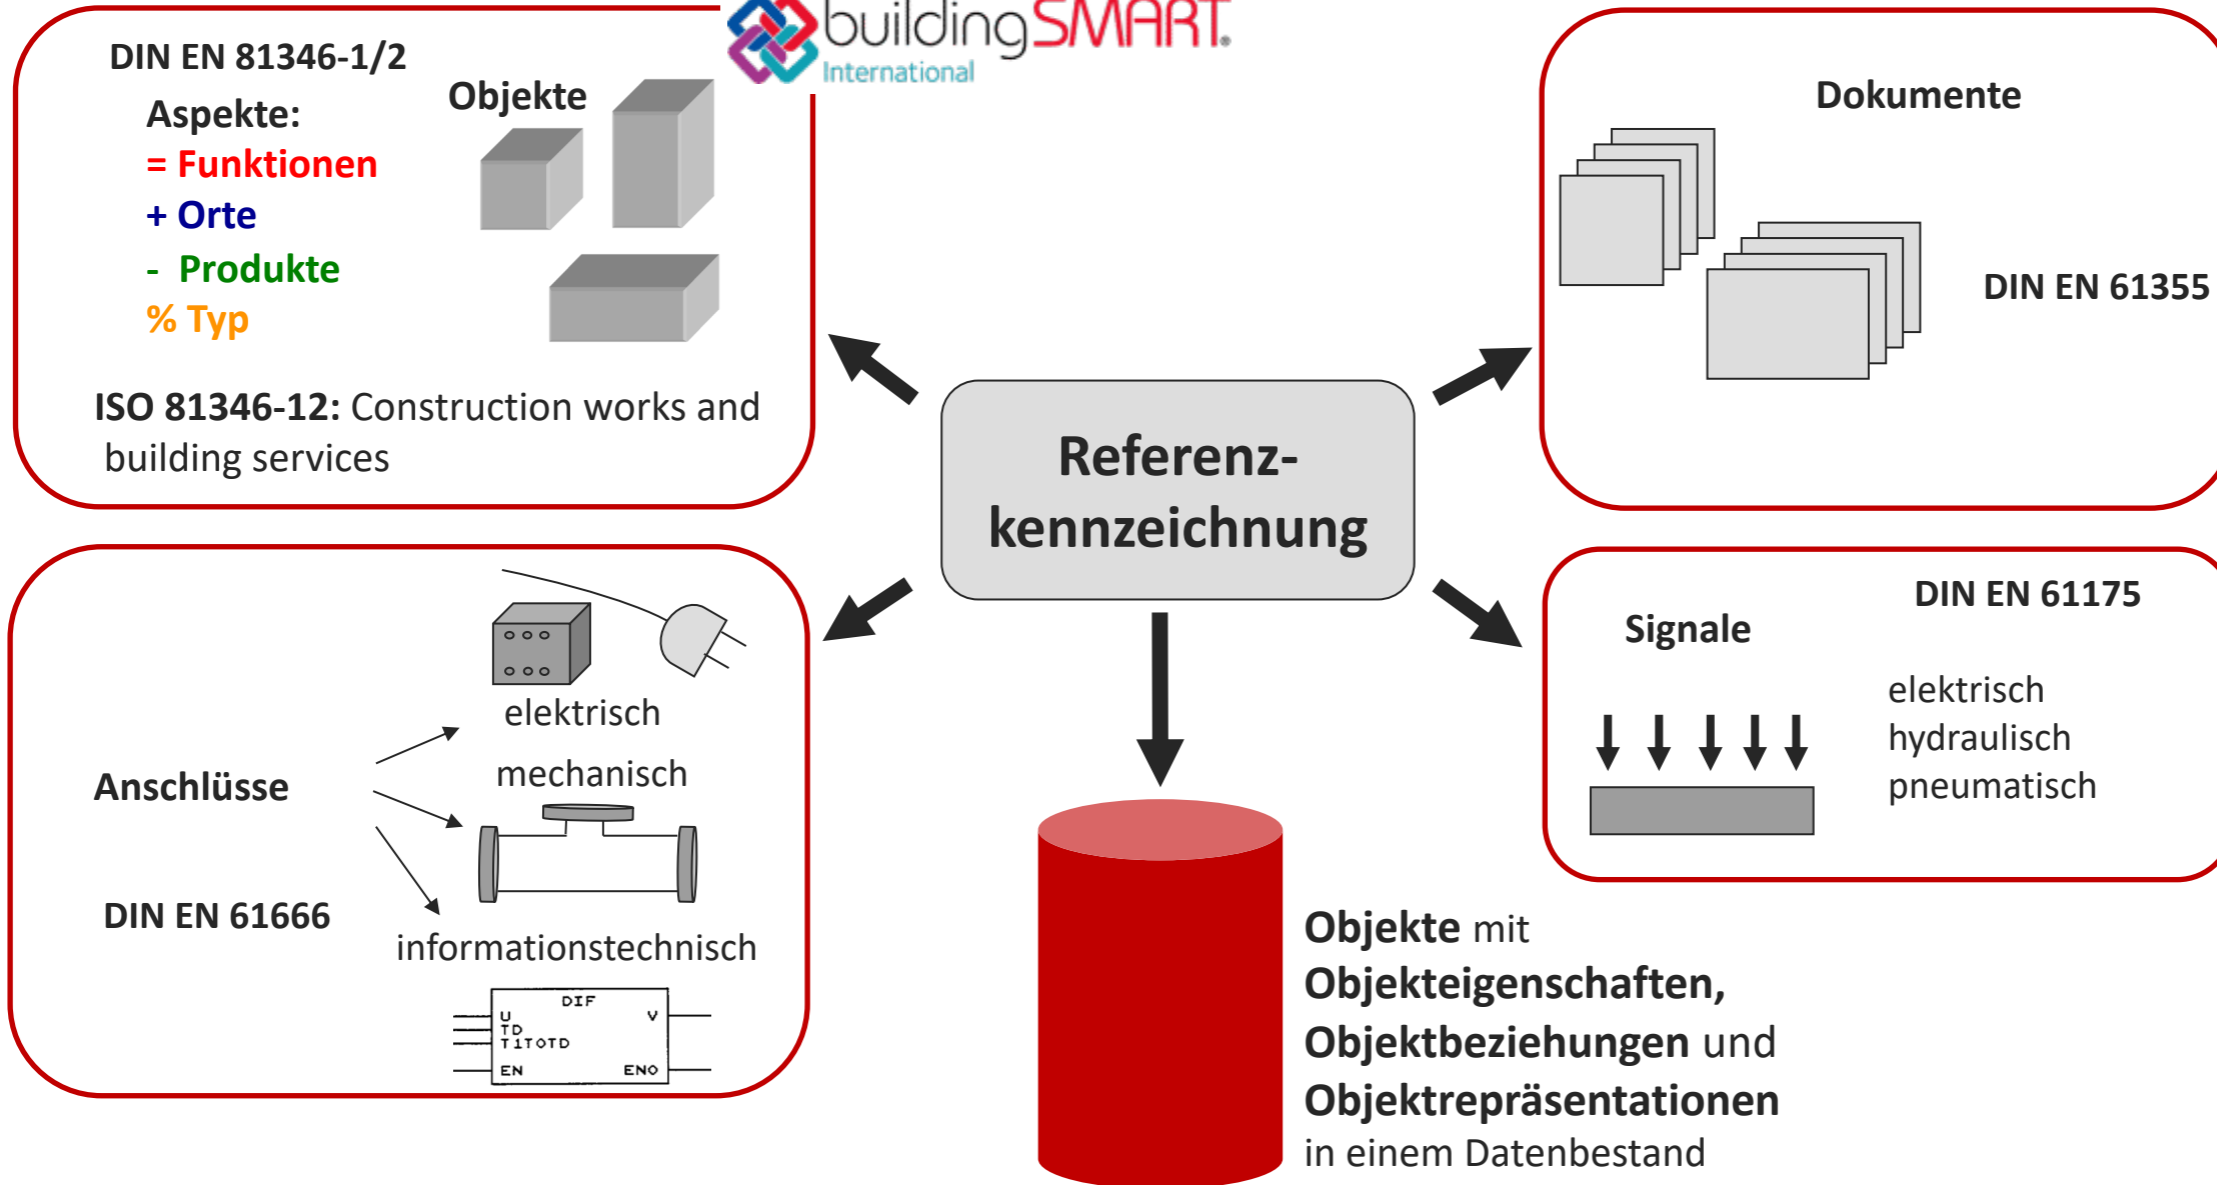 buildingSMART®
International
DIN EN 81346-1/2
Aspekte:
= Funktionen
+ Orte
- Produkte
% Typ
Objekte
ISO 81346-12: Construction works and
building services
Dokumente
DIN EN 61355
Referenz-
kennzeichnung
Anschlüsse
DIN EN 61666
elektrisch
mechanisch
informationstechnisch
DIF
U
V
TD
T1TOTD
EN
ENO
DIN EN 61175
Signale
elektrisch
hydraulisch
pneumatisch
Objekte mit
Objekteigenschaften,
Objektbeziehungen und
Objektrepräsentationen
in einem Datenbestand